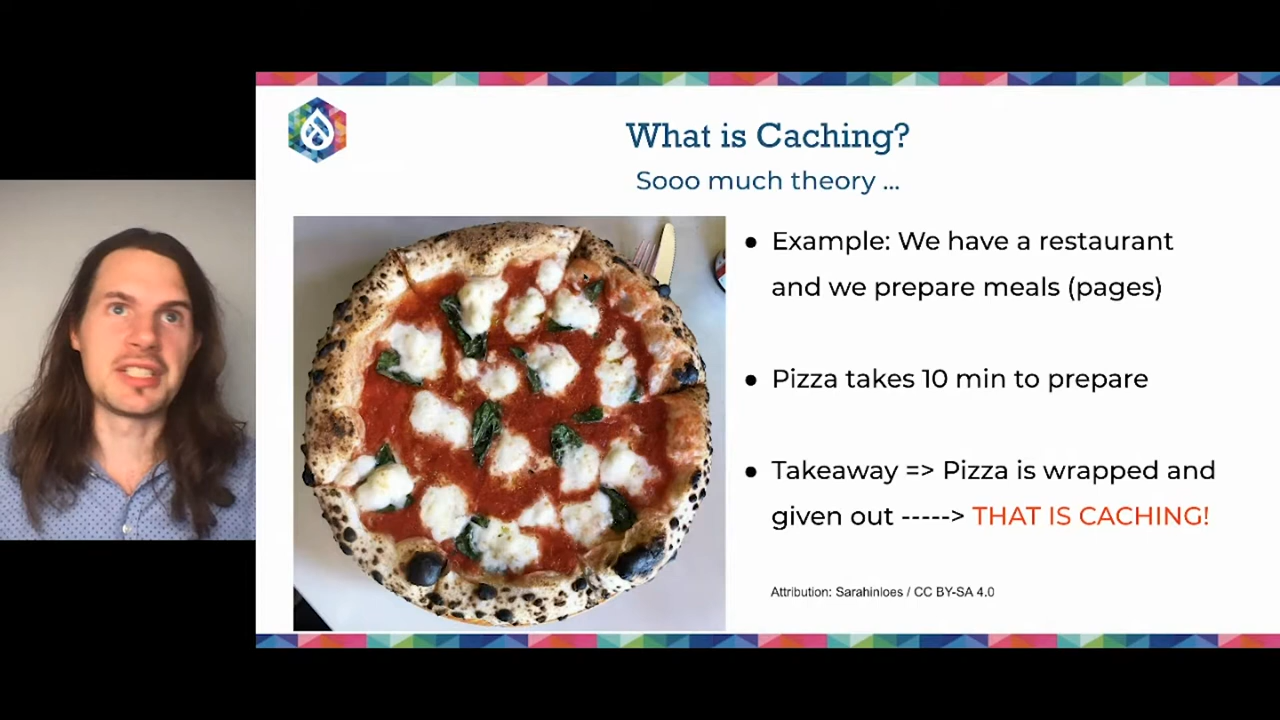 What is Caching?
Sooo much theory ...
● Example: We have a restaurant
and we prepare meals (pages)
● Pizza takes 10 min to prepare
● Takeaway => Pizza is wrapped and
given out -----> THAT IS CACHING!
Attribution: Sarahinloes / CC BY-SA 4.0